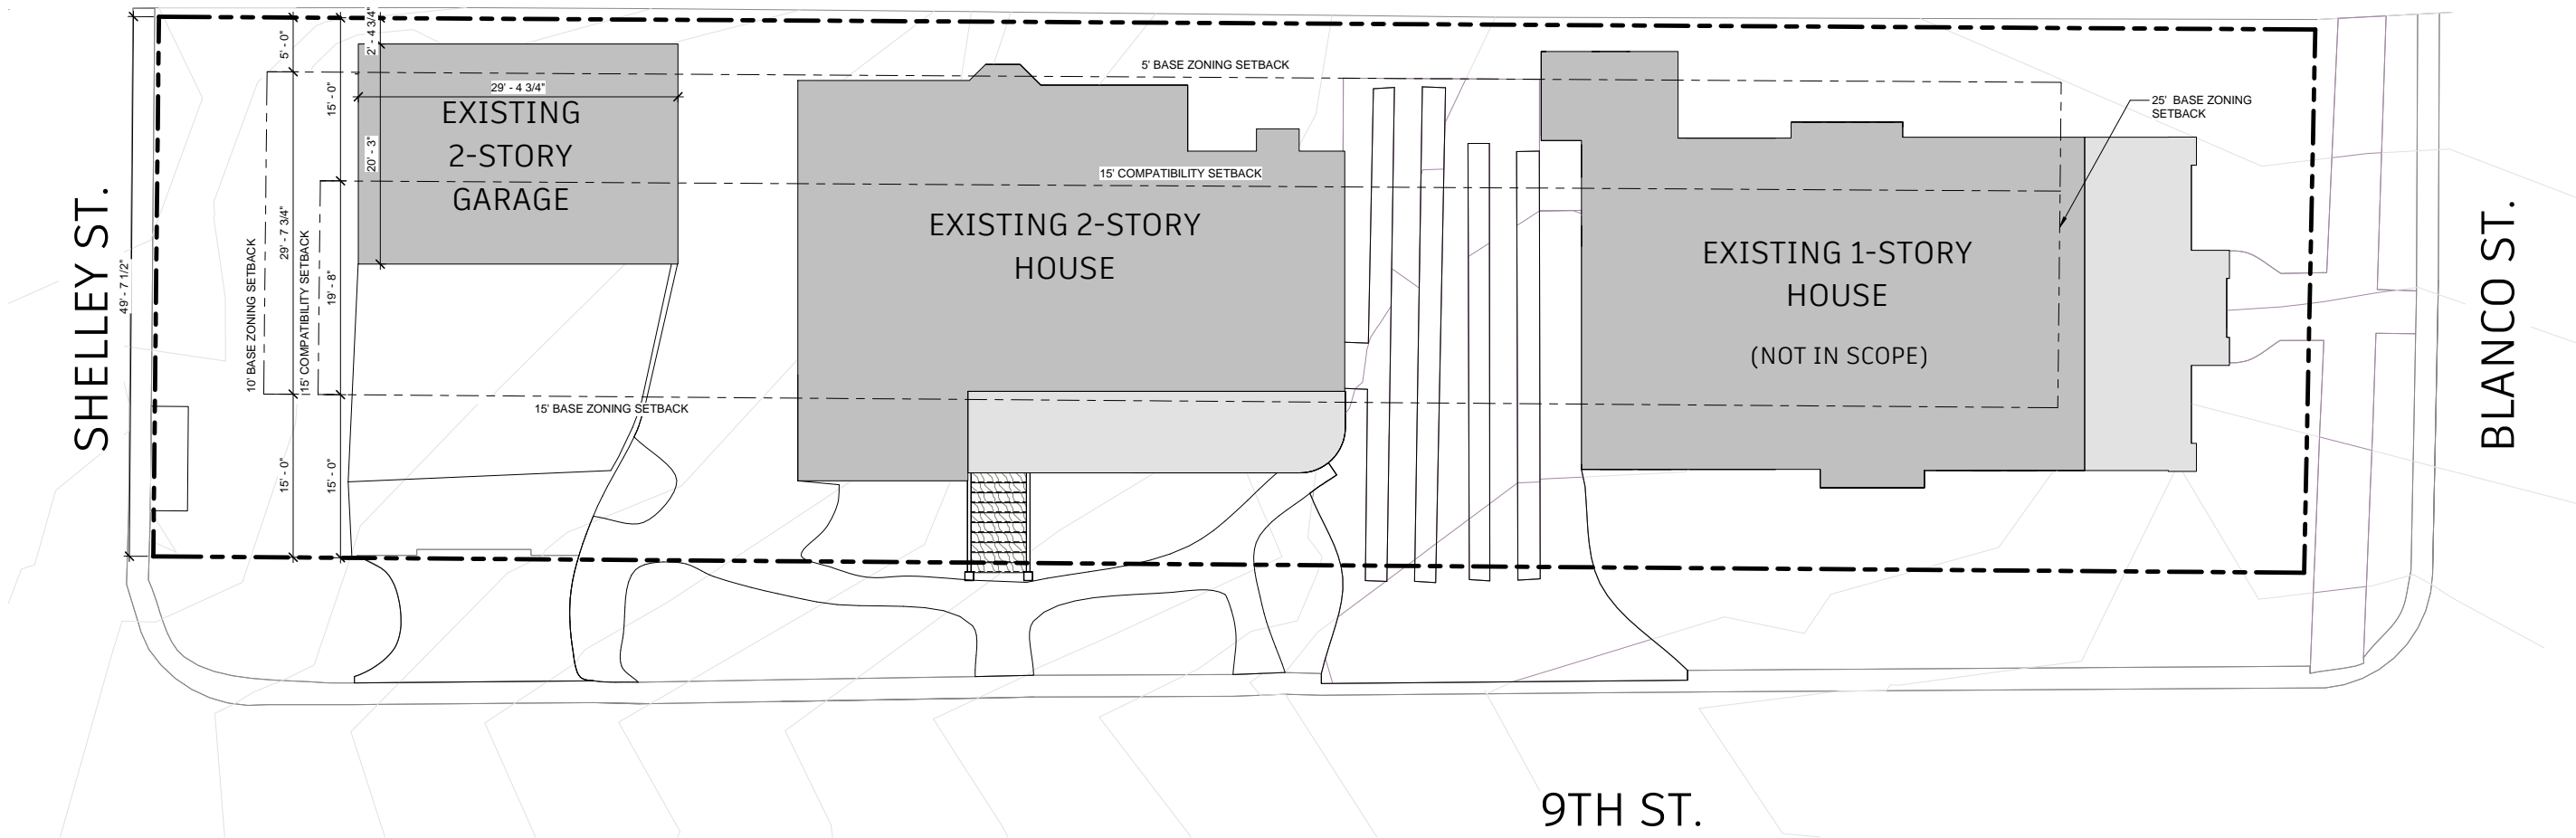 SHELLEY ST.
49' - 7 1/2"
10' BASE ZONING SETBACK
5' - 0"
29' - 7 3/4"
15' - 0"
15' COMPATIBILITY SETBACK
15' - 0"
19' - 8"
15' - 0"
2' - 4 3/4"
20' - 3"
29' - 4 3/4"
EXISTING
2-STORY
GARAGE
15' BASE ZONING SETBACK
5' BASE ZONING SETBACK
15' COMPATIBILITY SETBACK
EXISTING 2-STORY
HOUSE
EXISTING 1-STORY
HOUSE
(NOT IN SCOPE)
25' BASE ZONING
SETBACK
BLANCO ST.
9TH ST.